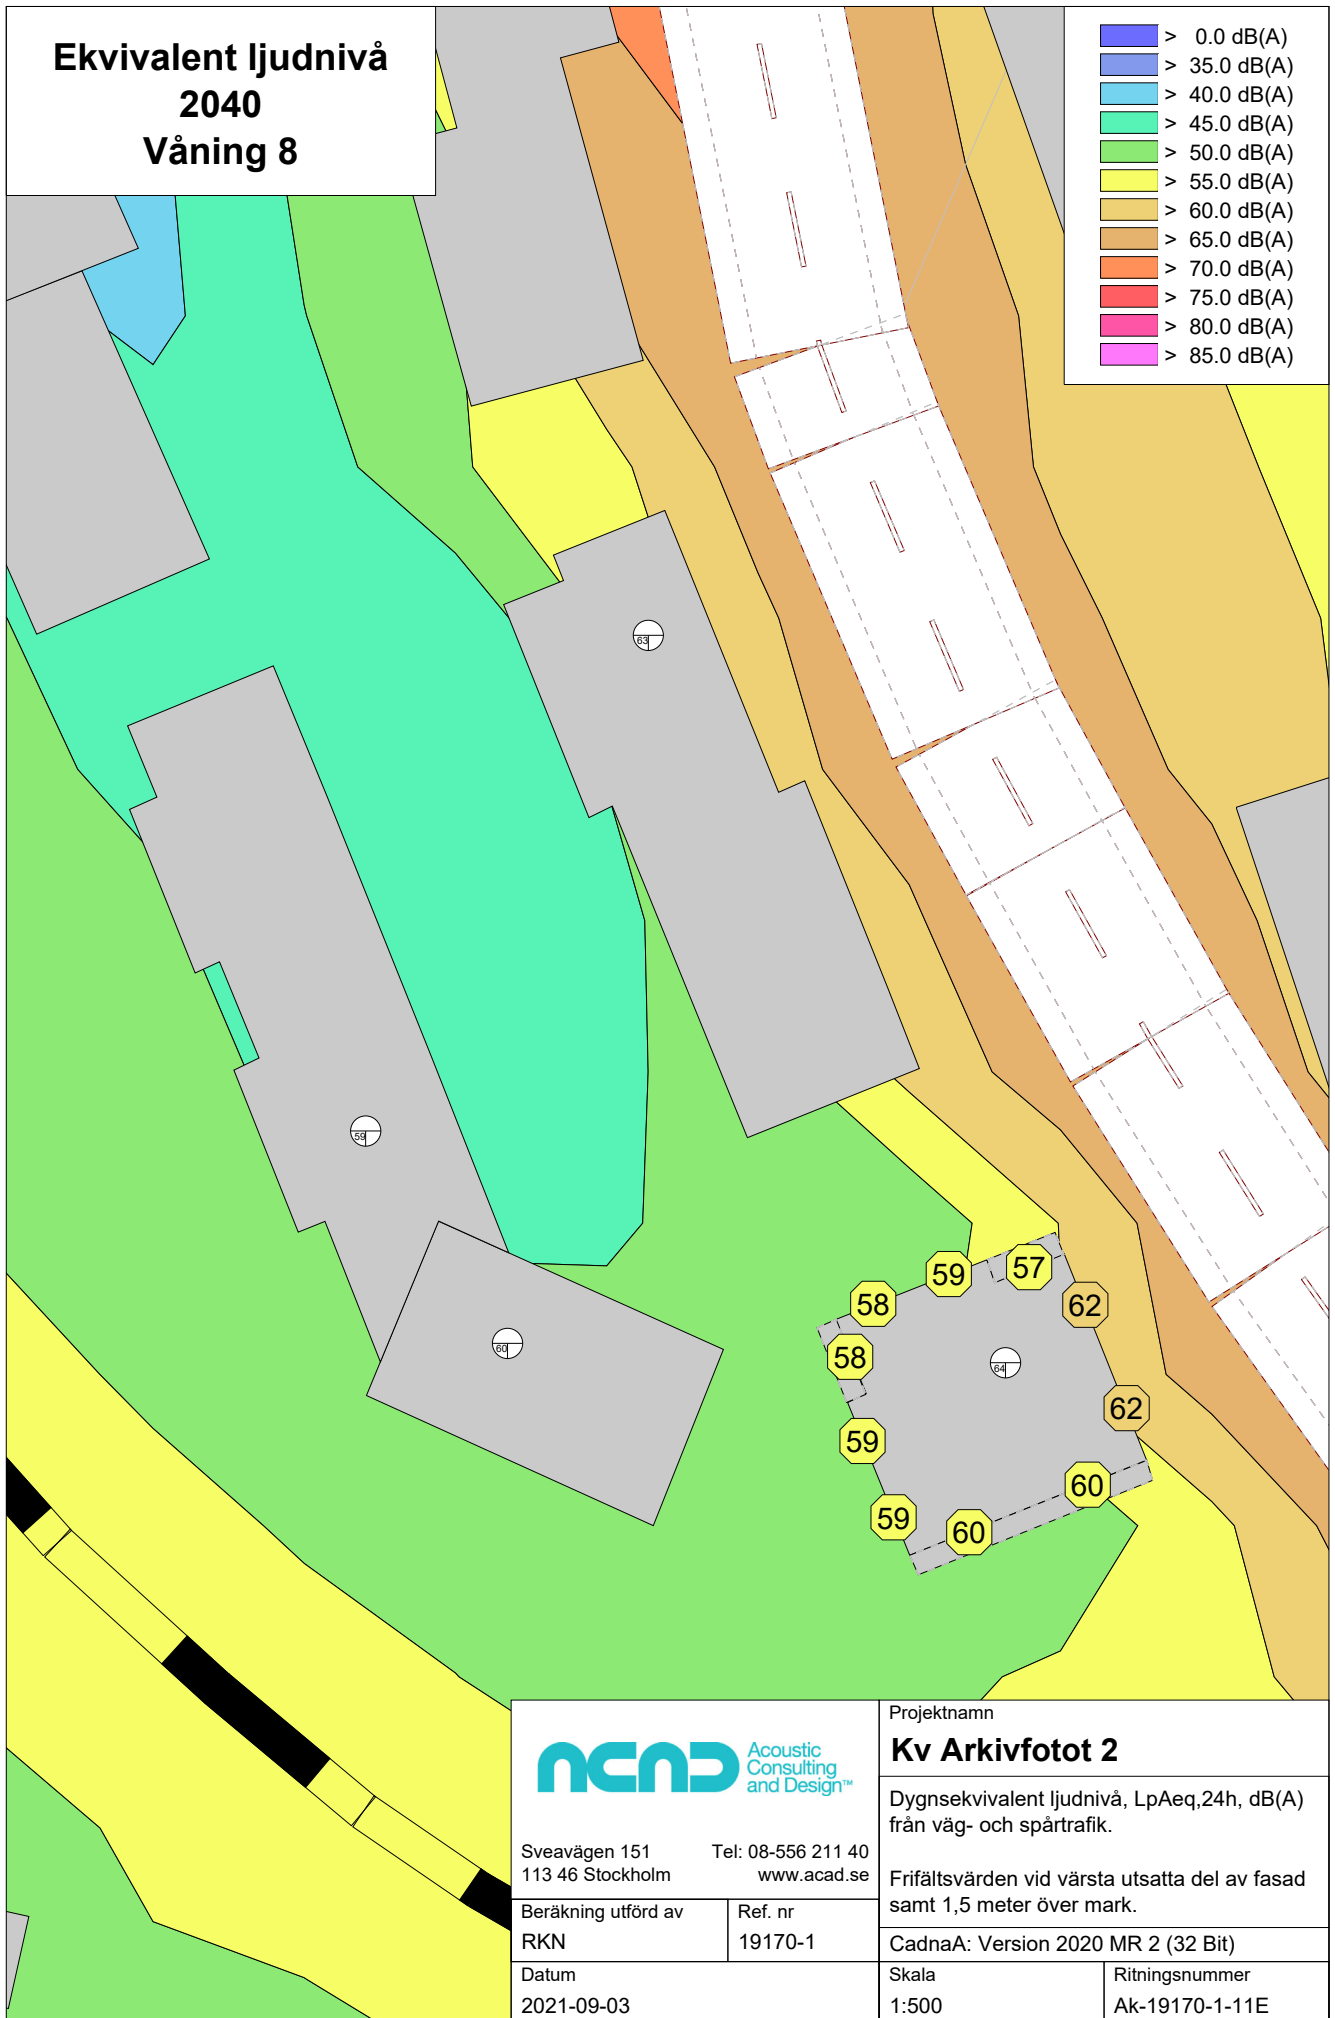 Ekvivalent ljudnivå
2040
Våning 8
> 0.0 dB(A)
> 35.0 dB(A)
> 40.0 dB(A)
> 45.0 dB(A)
> 50.0 dB(A)
> 55.0 dB(A)
> 60.0 dB(A)
> 65.0 dB(A)
> 70.0 dB(A)
> 75.0 dB(A)
> 80.0 dB(A)
> 85.0 dB(A)
63
59
60
64
57
59
58
62
58
62
59
60
59
60
acad
Acoustic
Consulting
and Design™
Sveavägen 151
113 46 Stockholm
Tel: 08-556 211 40
www.acad.se
Beräkning utförd av
RKN
Ref. nr
19170-1
Datum
2021-09-03
Projektnamn
Kv Arkivfotot 2
Dygnsekvivalent ljudnivå, LpAeq,24h, dB(A)
från väg- och spårtrafik.
Frifältsvärden vid värsta utsatta del av fasad
samt 1,5 meter över mark.
CadnaA: Version 2020 MR 2 (32 Bit)
Skala
1:500
Ritningsnummer
Ak-19170-1-11E